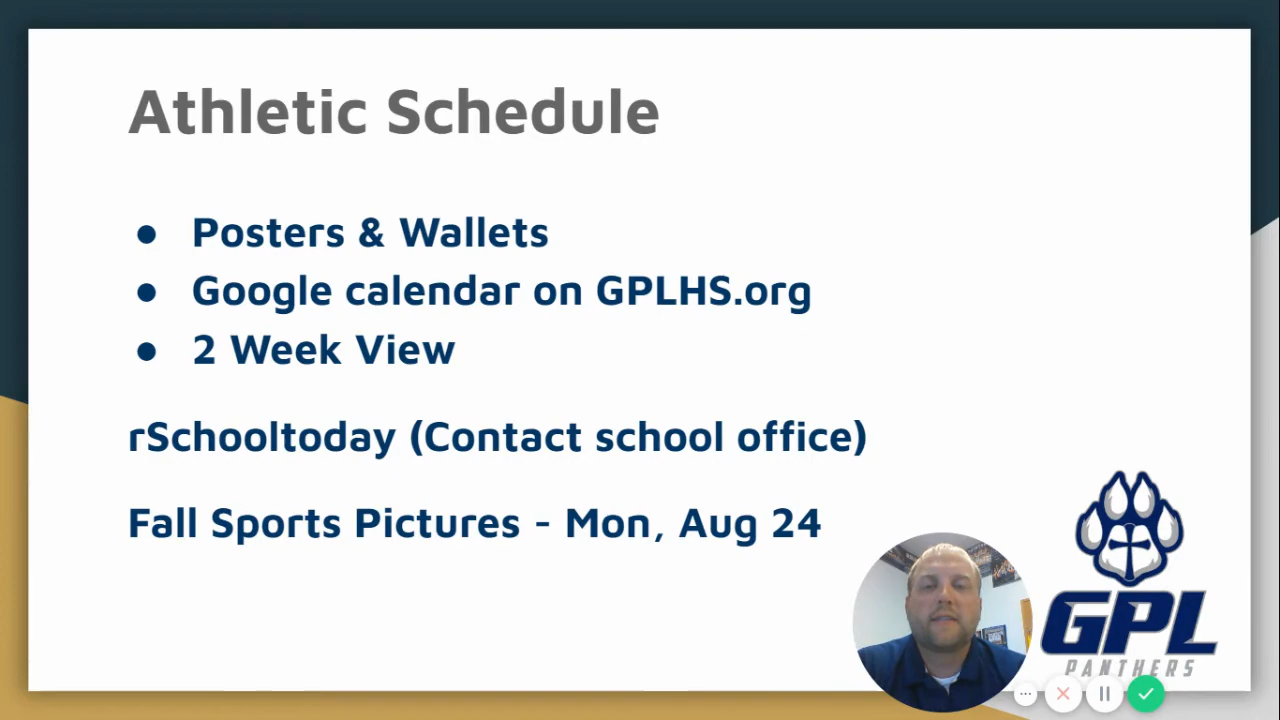 Athletic Schedule
● Posters & Wallets
● Google calendar on GPLHS.org
● 2 Week View
rSchooltoday (Contact school office)
Fall Sports Pictures - Mon, Aug 24
GPL
PANTHERS